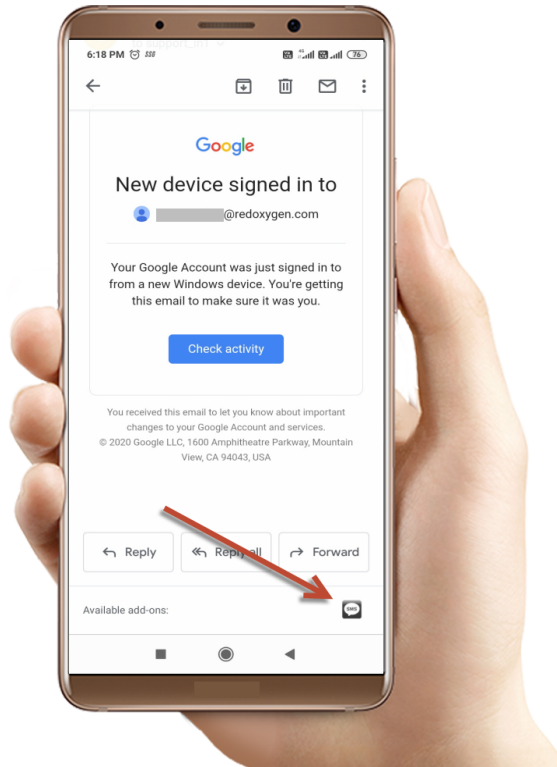 6:18 PM
4G
76
Google
New device signed in to
@redoxygen.com
Your Google Account was just signed in to
from a new Windows device. You're getting
this email to make sure it was you.
Check activity
You received this email to let you know about important
changes to your Google Account and services.
© 2020 Google LLC, 1600 Amphitheatre Parkway, Mountain
View, CA 94043, USA
Reply
Reply all
Forward
Available add-ons:
SMS